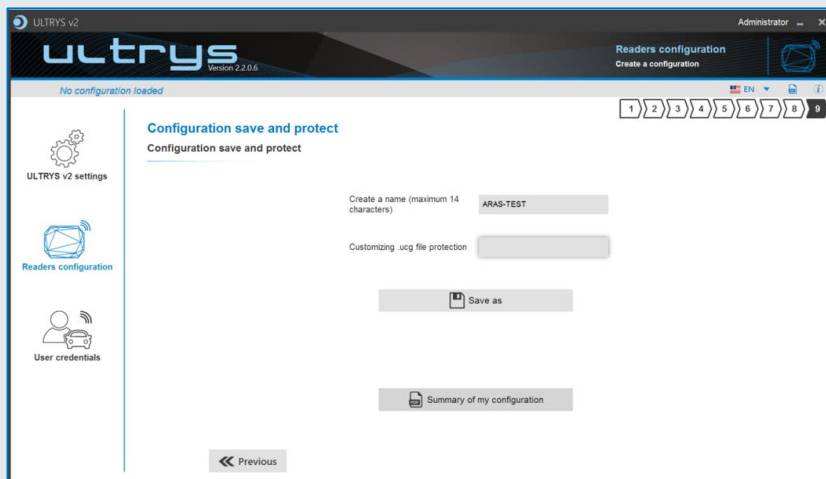 ULTRYS v2
Administrator
ultrys
Version 2.2.0.6
Readers configuration
Create a configuration
No configuration loaded
EN
1 2 3 4 5 6 7 8 9
Configuration save and protect
Configuration save and protect
ULTRYS v2 settings
Create a name (maximum 14
characters)
ARAS-TEST
Customizing .ucg file protection
Readers configuration
Save as
User credentials
PDF
Summary of my configuration
Previous